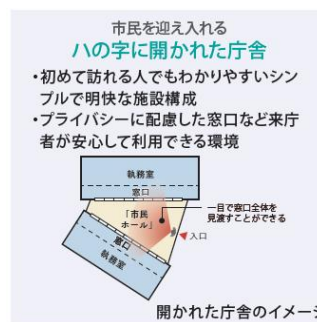 市民を迎え入れる
ハの字に開かれた庁舎
・初めて訪れる人でもわかりやすいシン
プルで明快な施設構成
・プライバシーに配慮した窓口など来庁
者が安心して利用できる環境
執務室
窓口
「市民
ホール」
一目で窓口全体を
見渡すことができる
入口
窓口
執務室
開かれた庁舎のイメー